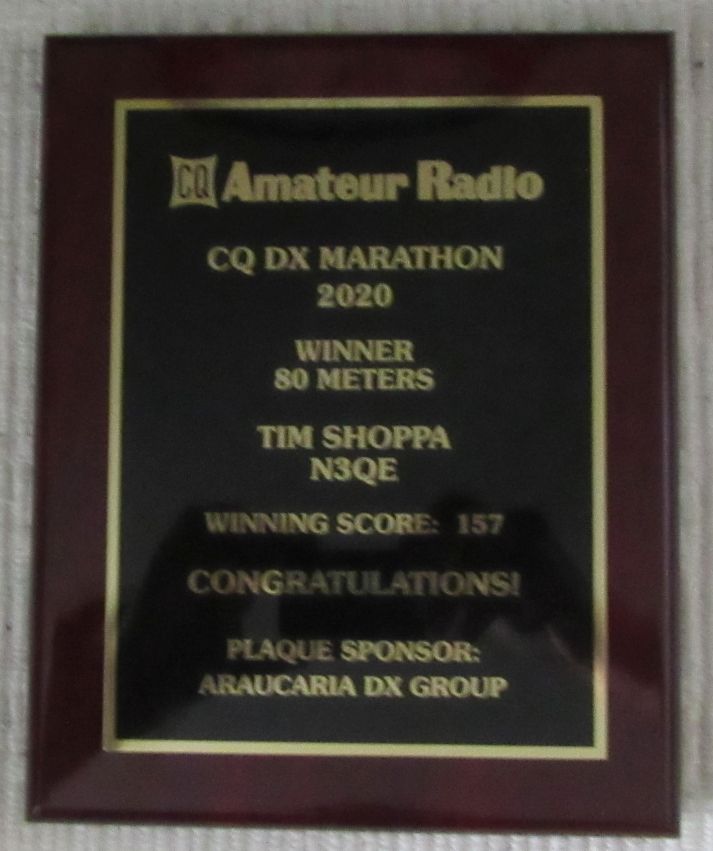 CQ Amateur Radio
CQ DX MARATHON
2020
WINNER
80 METERS
TIM SHOPPA
N3QE
WINNING SCORE: 157
CONGRATULATIONS!
PLAQUE SPONSOR:
ARAUCARIA DX GROUP